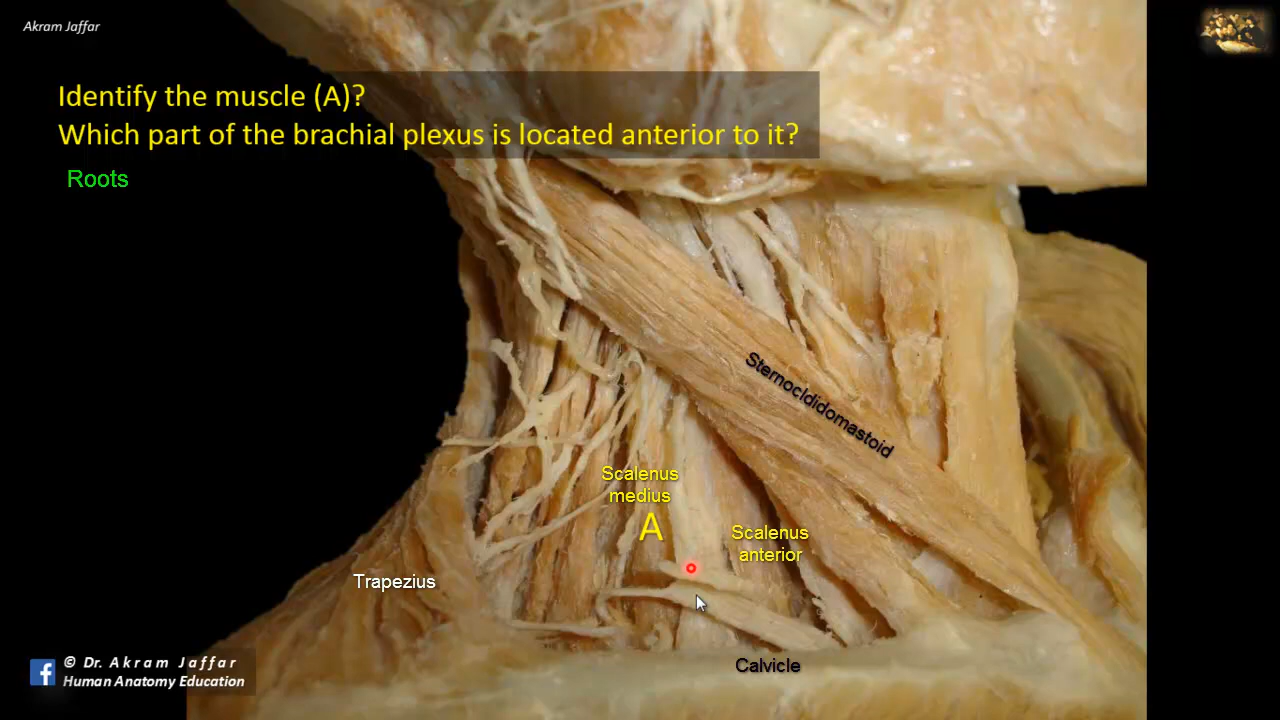 Akram Jaffar
Identify the muscle (A)?
Which part of the brachial plexus is located anterior to it?
Roots
Sternocldidomastoid
Scalenus
medius
A
Scalenus
anterior
Trapezius
Calvicle
© Dr. Akram Jaffar
Human Anatomy Education